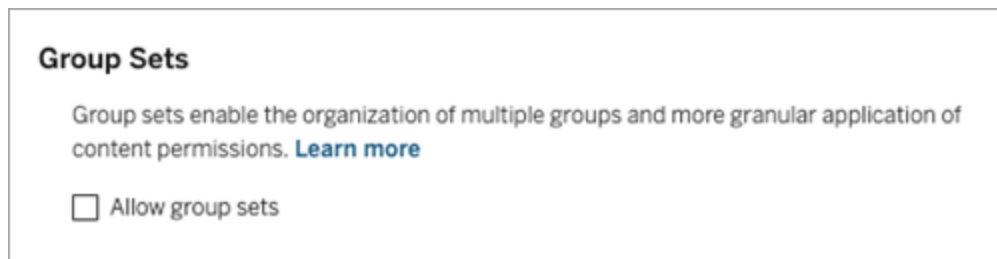 Group Sets
Group sets enable the organization of multiple groups and more granular application of
content permissions. Learn more
Allow group sets